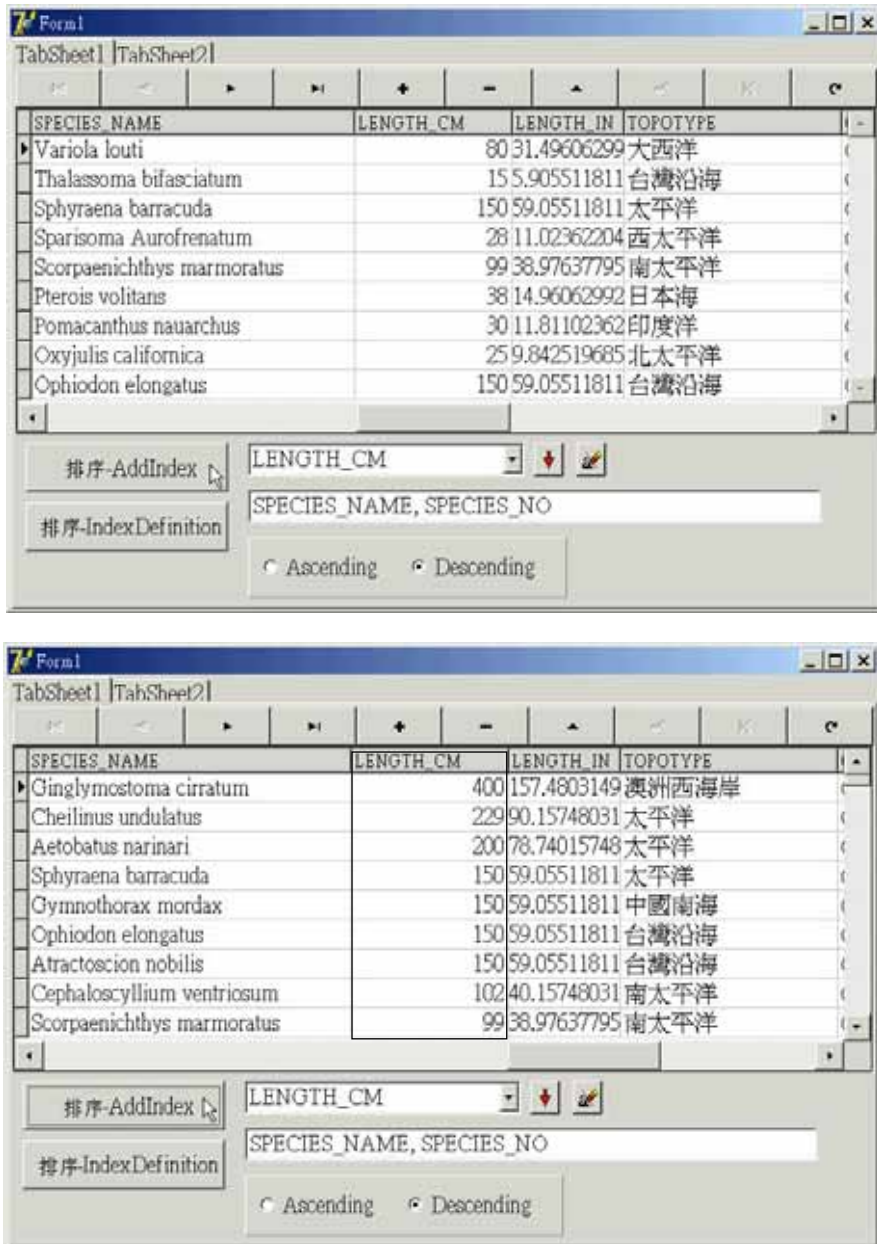 Form1
TabSheet1 TabSheet2
SPECIES_NAME LENGTH_CM LENGTH_IN TOPOTYPE
Variola louti 80 31.49606299 大西洋
Thalassoma bifasciatum 15 5.905511811 台灣沿海
Sphyraena barracuda 150 59.05511811 太平洋
Sparisoma Aurofrenatum 28 11.02362204 西太平洋
Scorpaenichthys marmoratus 99 38.97637795 南太平洋
Pterois volitans 38 14.96062992 日本海
Pomacanthus nauarchus 30 11.81102362 印度洋
Oxyjulis californica 25 9.842519685 北太平洋
Ophiodon elongatus 150 59.05511811 台灣沿海
排序-AddIndex LENGTH_CM
SPECIES_NAME, SPECIES_NO
排序-IndexDefinition
Ascending Descending
Form1
TabSheet1 TabSheet2
SPECIES_NAME LENGTH_CM LENGTH_IN TOPOTYPE
Ginglymostoma cirratum 400 157.4803149 澳洲西海岸
Cheilinus undulatus 229 90.15748031 太平洋
Aetobatus narinari 200 78.74015748 太平洋
Sphyraena barracuda 150 59.05511811 太平洋
Gymnothorax mordax 150 59.05511811 中國南海
Ophiodon elongatus 150 59.05511811 台灣沿海
Atractoscion nobilis 150 59.05511811 台灣沿海
Cephaloscyllium ventriosum 102 40.15748031 南太平洋
Scorpaenichthys marmoratus 99 38.97637795 南太平洋
排序-AddIndex LENGTH_CM
SPECIES_NAME, SPECIES_NO
排序-IndexDefinition
Ascending Descending